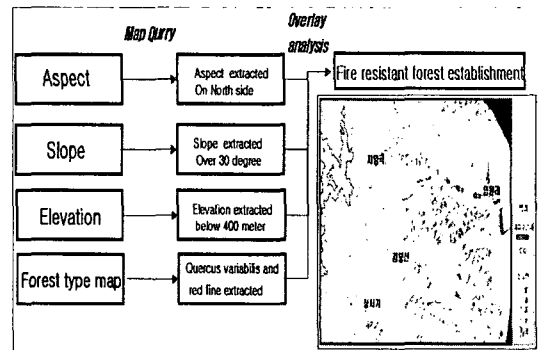 Map Qurry
Overlay
analysis
Aspect
Aspect extracted
On North side
Fire resistant forest establishment
Slope
Slope extracted
Over 30 degree
Elevation
Elevation extracted
below 400 meter
Forest type map
Quercus variabilis and
red line extracted